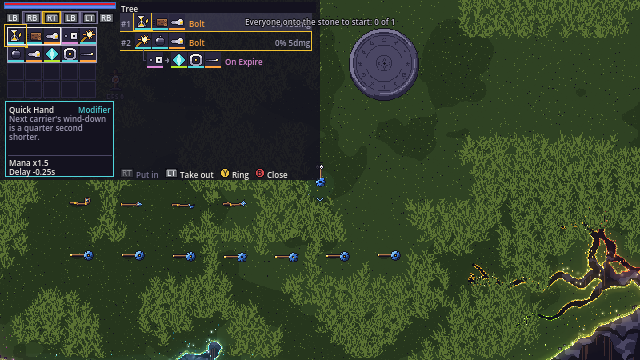 LB RB RT LB LT RB
Tree
#1 Bolt
Everyone onto the stone to start: 0 of 1
#2 Bolt 0% 5dmg
On Expire
Quick Hand Modifier
Next carrier's wind-down
is a quarter second
shorter.
Mana x1.5
Delay -0.25s
RT Put in LT Take out Y Ring B Close